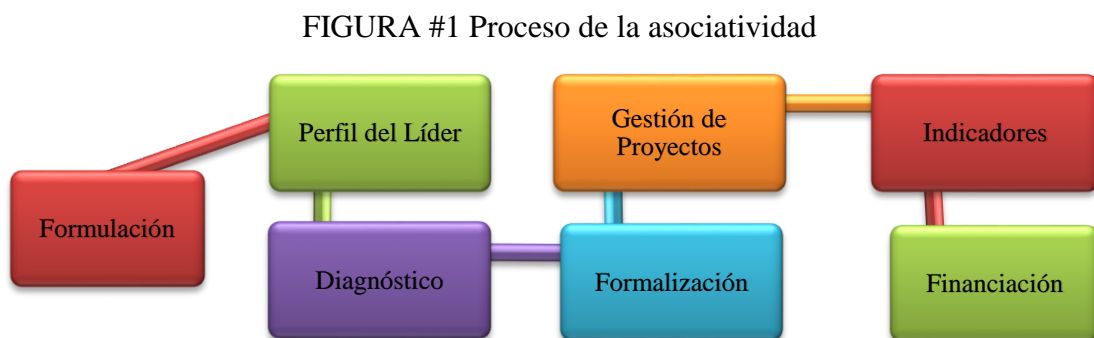 FIGURA #1 Proceso de la asociatividad
Formulación
Perfil del Líder
Diagnóstico
Formalización
Gestión de
Proyectos
Indicadores
Financiación